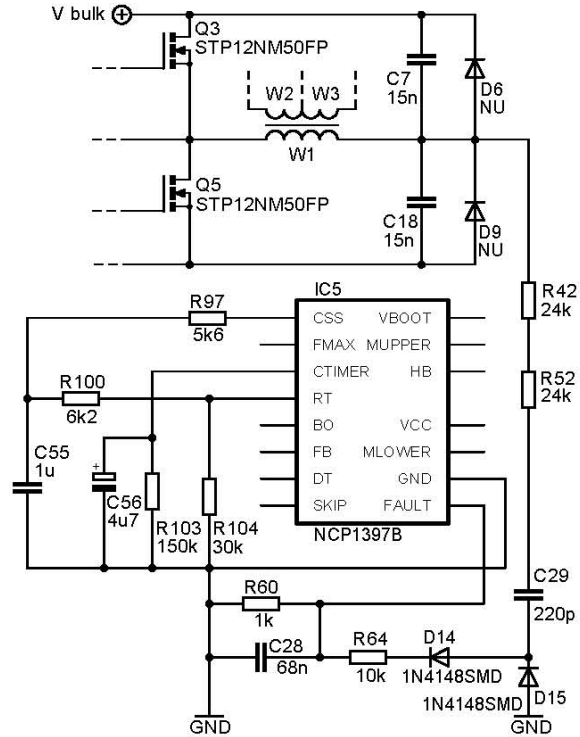 V bulk
Q3
STP12NM50FP
W2 W3
W1
C7
15n
D6
NU
Q5
STP12NM50FP
C18
15n
D9
NU
IC5
R97
5k6
CSS VBOOT
R42
24k
FMAX MUPPER
CTIMER HB
R52
24k
R100
6k2
RT
BO VCC
C55
1u
FB MLOWER
+
C56
4u7
DT GND
R103
150k
R104
30k
SKIP FAULT
NCP1397B
R60
1k
C29
220p
C28
68n
R64
10k
D14
1N4148SMD
D15
1N4148SMD
GND
GND